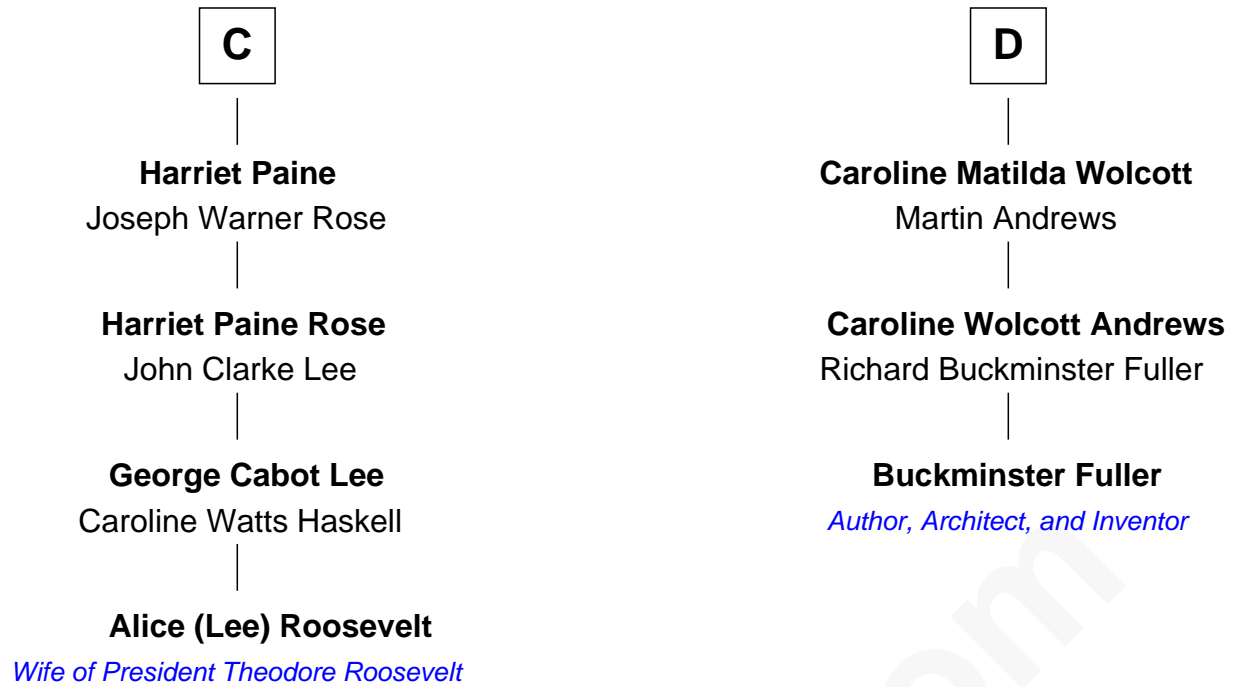 C
Harriet Paine
Joseph Warner Rose
Harriet Paine Rose
John Clarke Lee
George Cabot Lee
Caroline Watts Haskell
Alice (Lee) Roosevelt
Wife of President Theodore Roosevelt
D
Caroline Matilda Wolcott
Martin Andrews
Caroline Wolcott Andrews
Richard Buckminster Fuller
Buckminster Fuller
Author, Architect, and Inventor
om